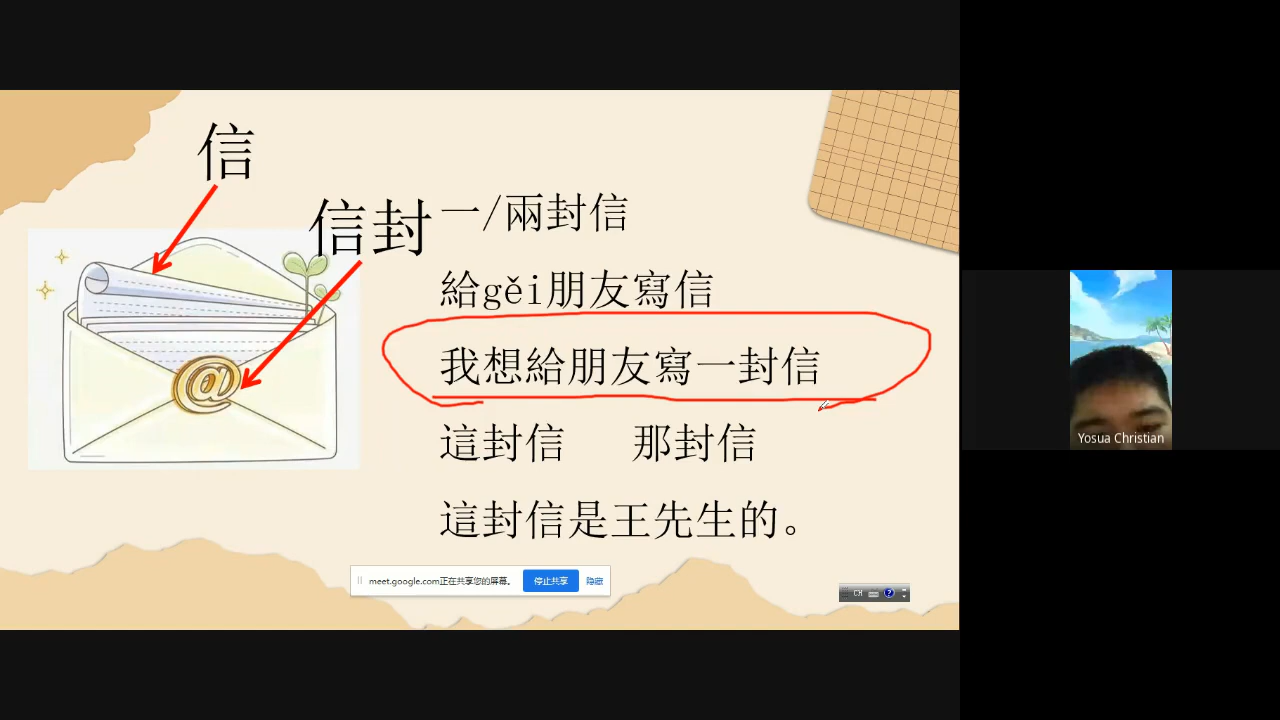 信
信封
一/兩封信
給gěi朋友寫信
我想給朋友寫一封信
這封信 那封信
這封信是王先生的。
@
meet.google.com正在共享您的屏幕。 停止共享 隐藏
CH
Yosua Christian